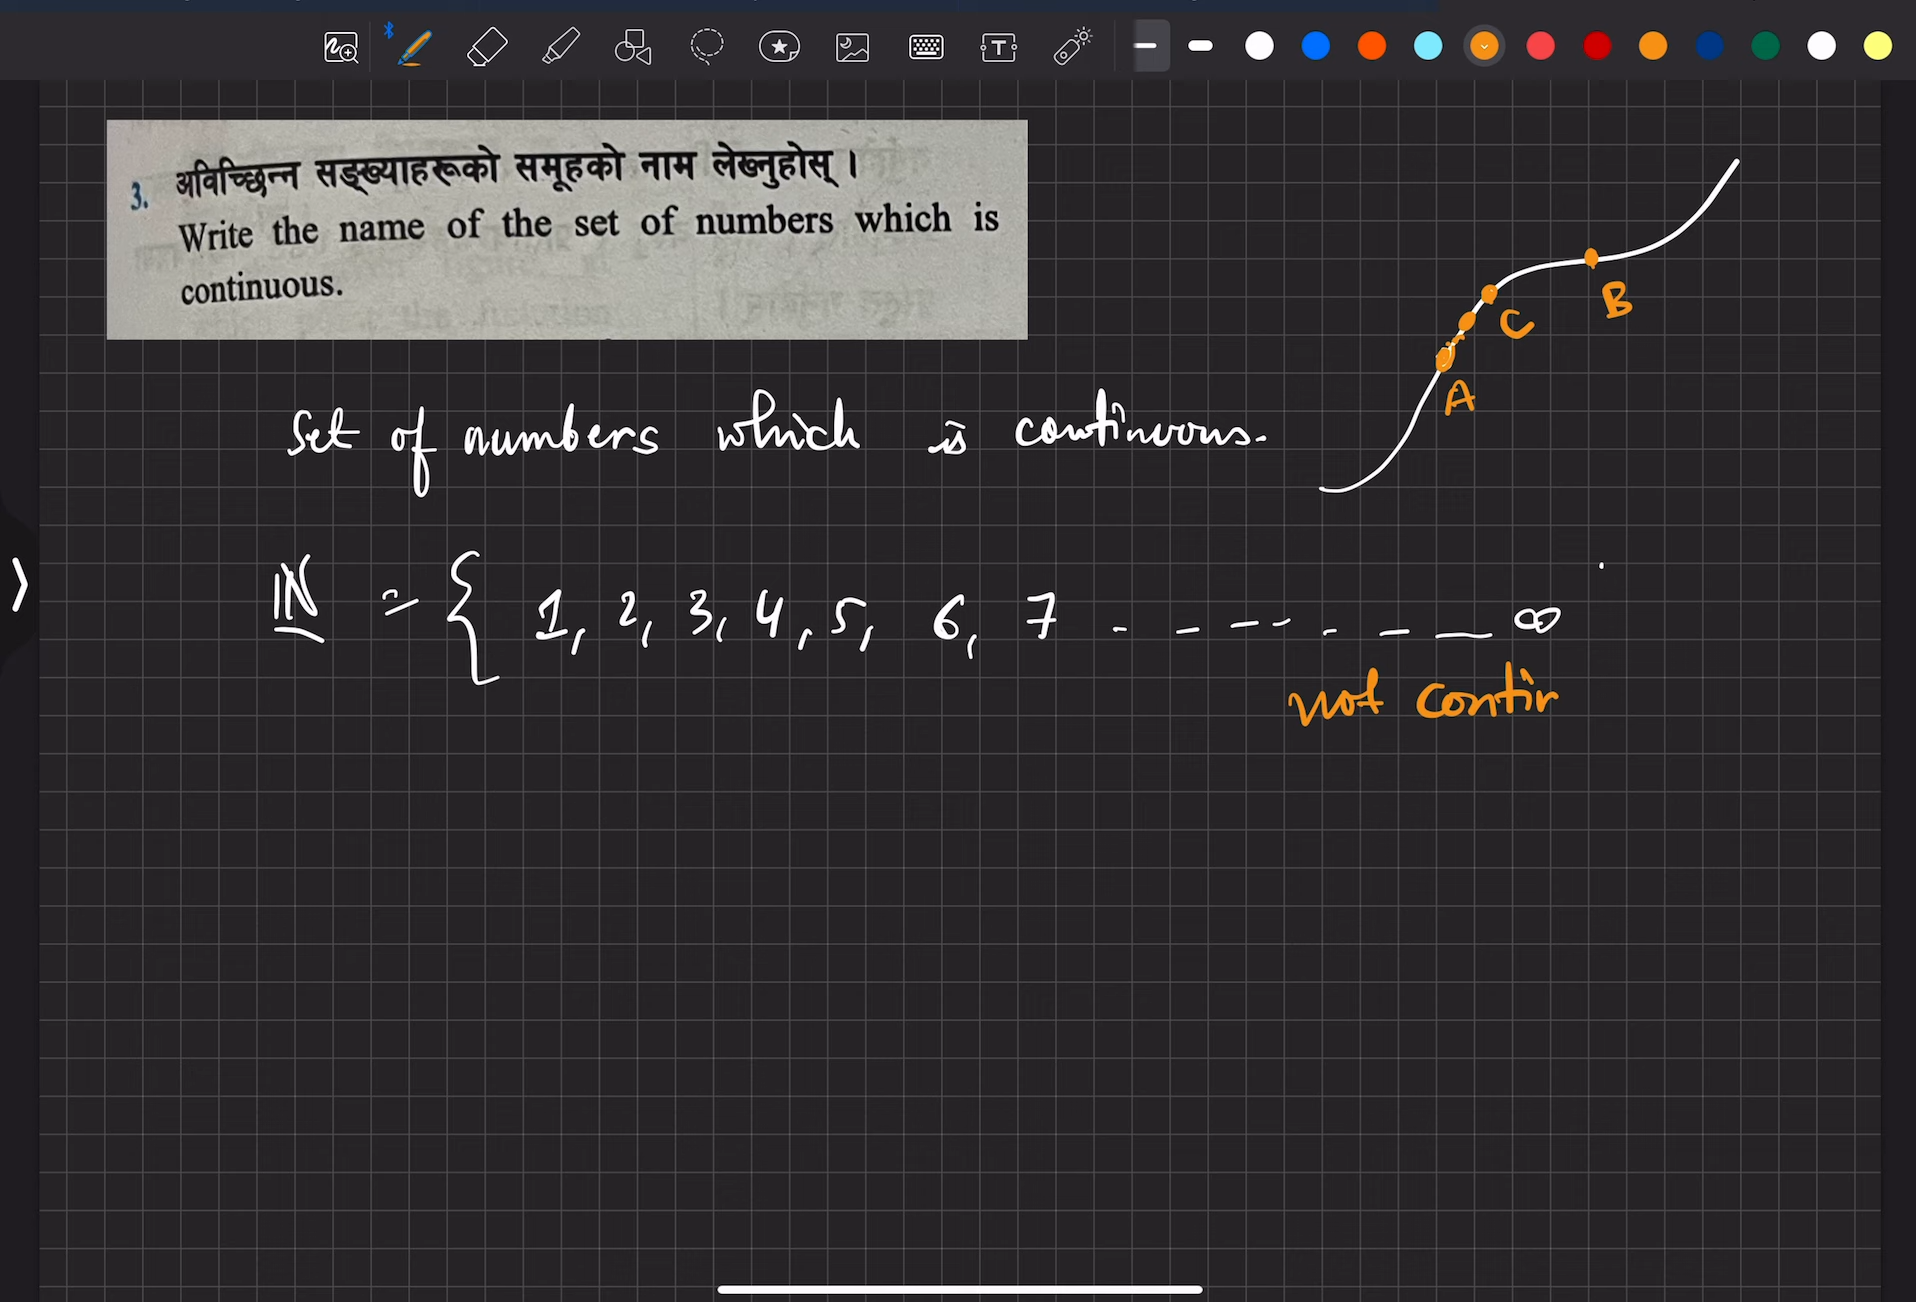 3. अविच्छिन्न सङ्ख्याहरूको समूहको नाम लेख्नुहोस् ।
Write the name of the set of numbers which is
continuous.
Set of numbers which is continuous.
ℕ = { 1, 2, 3, 4, 5, 6, 7 - - - - - - - - ∞
not contin
A
C
B